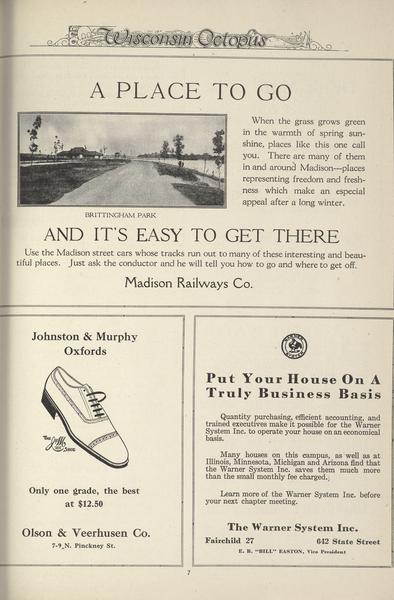 Wisconsin Octopus
A PLACE TO GO
When the grass grows green
in the warmth of spring sun-
shine, places like this one call
you. There are many of them
in and around Madison—places
representing freedom and fresh-
ness which make an especial
appeal after a long winter.
BRITTINGHAM PARK
AND IT'S EASY TO GET THERE
Use the Madison street cars whose tracks run out to many of these interesting and beau-
tiful places. Just ask the conductor and he will tell you how to go and where to get off.
Madison Railways Co.
Johnston & Murphy
Oxfords
THE
J&M
SHOE
Only one grade, the best
at $12.50
Olson & Veerhusen Co.
7-9 N. Pinckney St.
WARNER
SYSTEM
Put Your House On A
Truly Business Basis
Quantity purchasing, efficient accounting, and
trained executives make it possible for the Warner
System Inc. to operate your house on an economical
basis.
Many houses on this campus, as well as at
Illinois, Minnesota, Michigan and Arizona find that
the Warner System Inc. saves them much more
than the small monthly fee charged.
Learn more of the Warner System Inc. before
your next chapter meeting.
The Warner System Inc.
Fairchild 27 642 State Street
E. R. "BILL" EASTON, Vice President
7